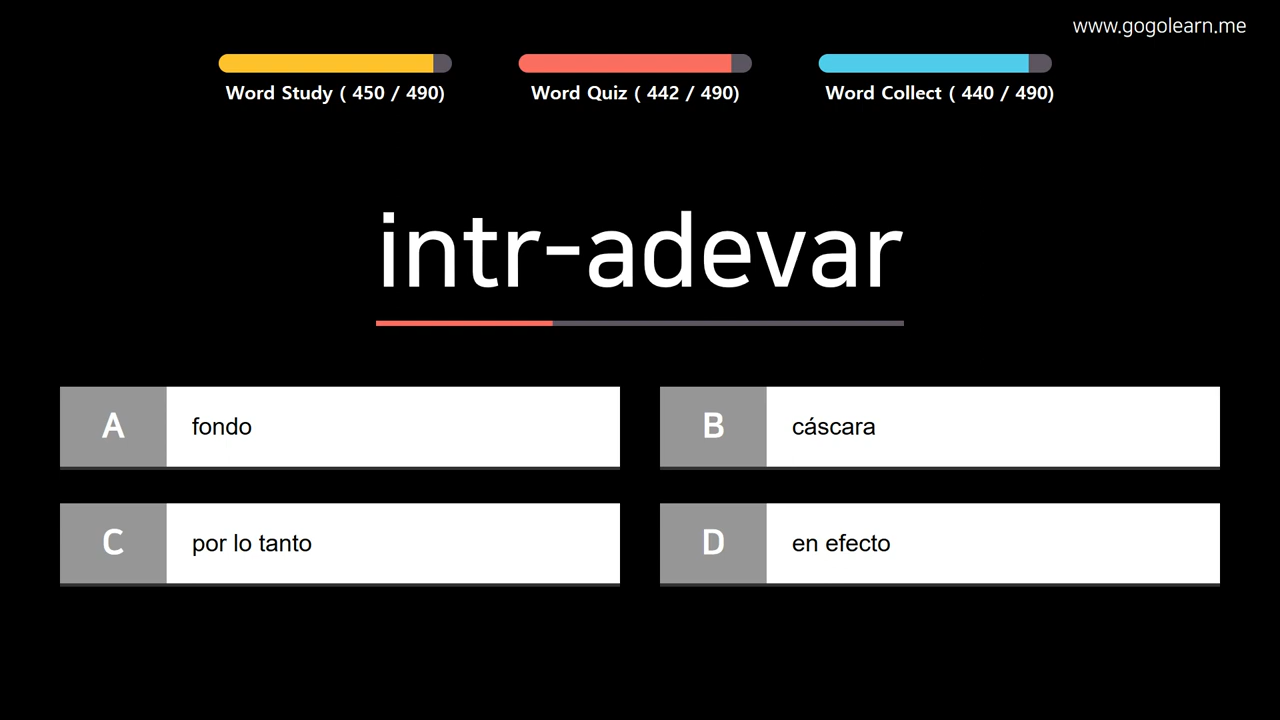 www.gogolearn.me
Word Study ( 450 / 490)
Word Quiz ( 442 / 490)
Word Collect ( 440 / 490)
intr-adevar
A fondo
B cáscara
C por lo tanto
D en efecto